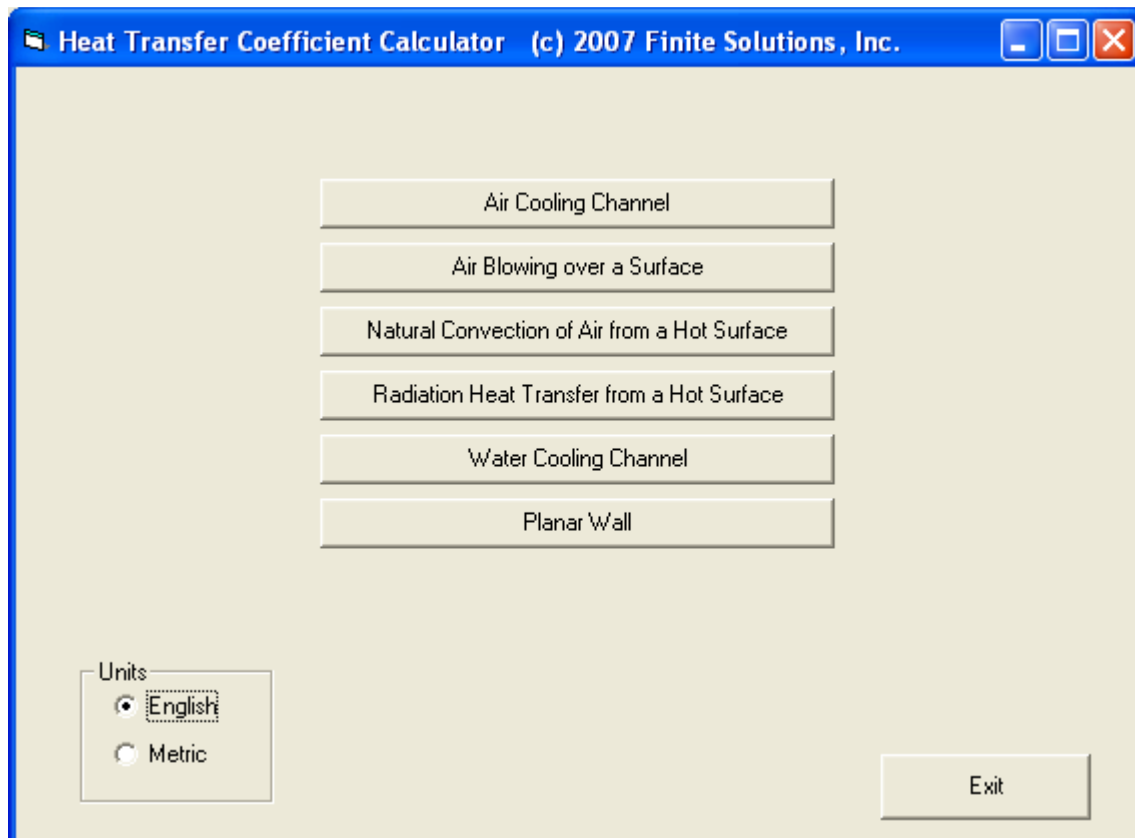 Heat Transfer Coefficient Calculator (c) 2007 Finite Solutions, Inc.
Air Cooling Channel
Air Blowing over a Surface
Natural Convection of Air from a Hot Surface
Radiation Heat Transfer from a Hot Surface
Water Cooling Channel
Planar Wall
Units
English
Metric
Exit